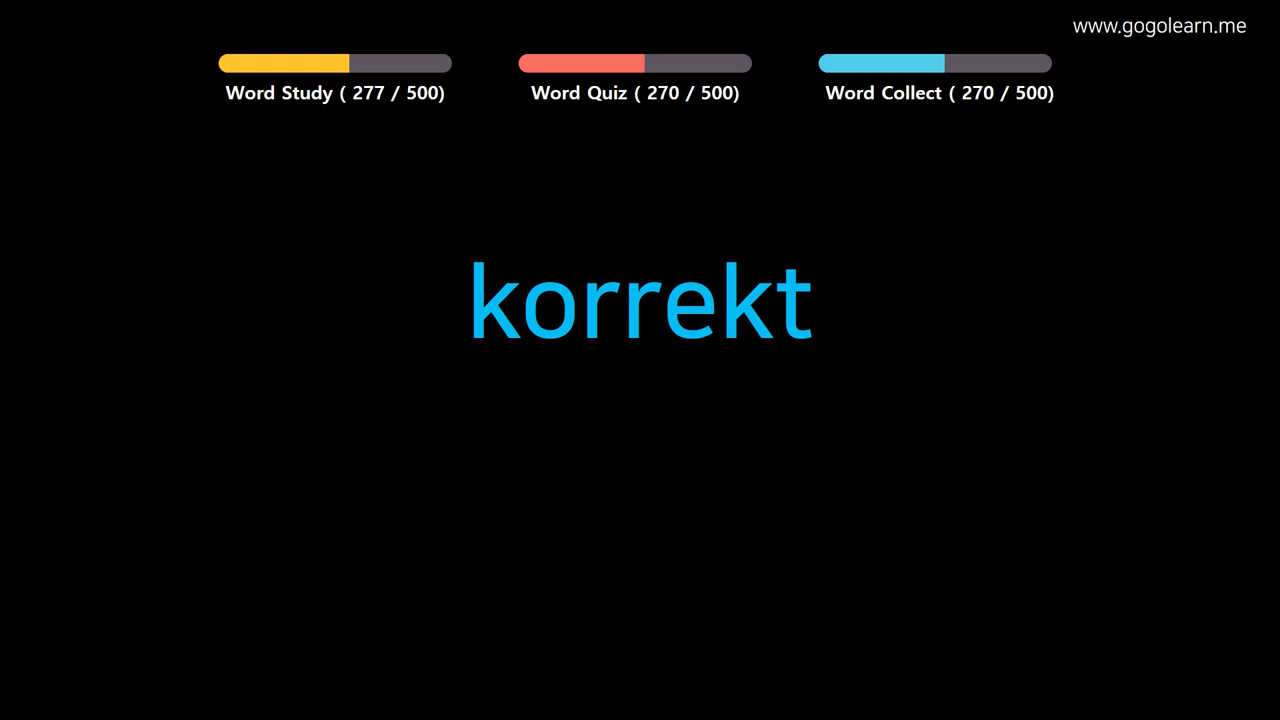 www.gogolearn.me
Word Study ( 277 / 500)
Word Quiz ( 270 / 500)
Word Collect ( 270 / 500)
korrekt